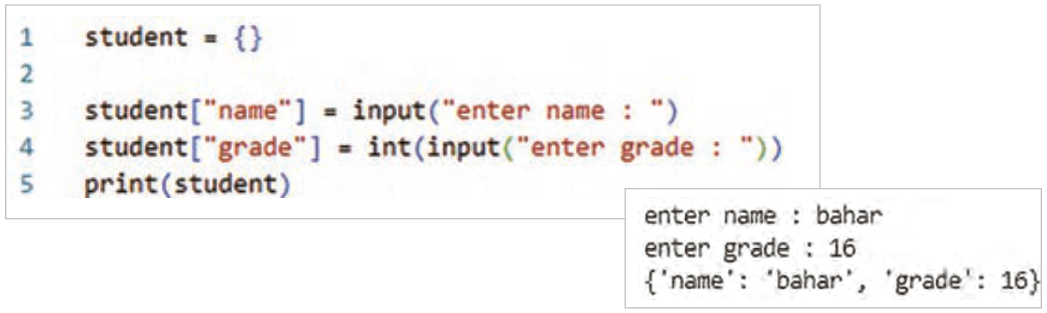 1 student = {}
2
3 student["name"] = input("enter name : ")
4 student["grade"] = int(input("enter grade : "))
5 print(student)
enter name : bahar
enter grade : 16
{'name': 'bahar', 'grade': 16}